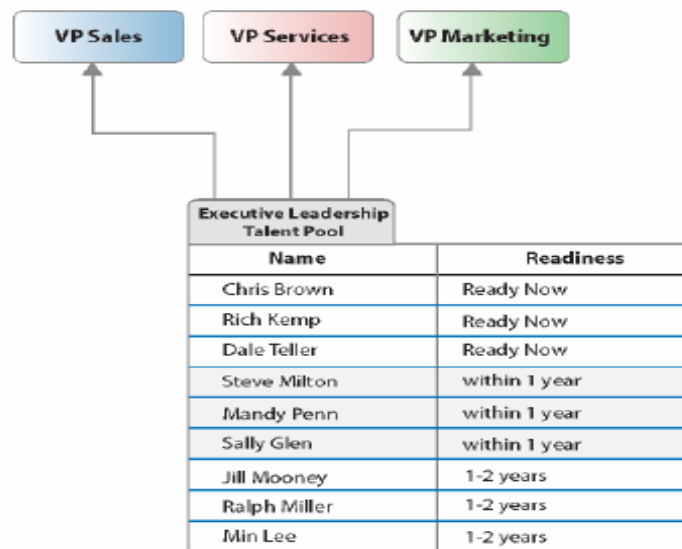 VP Sales
VP Services
VP Marketing
Executive Leadership
Talent Pool
Name Readiness
Chris Brown Ready Now
Rich Kemp Ready Now
Dale Teller Ready Now
Steve Milton within 1 year
Mandy Penn within 1 year
Sally Glen within 1 year
Jill Mooney 1-2 years
Ralph Miller 1-2 years
Min Lee 1-2 years